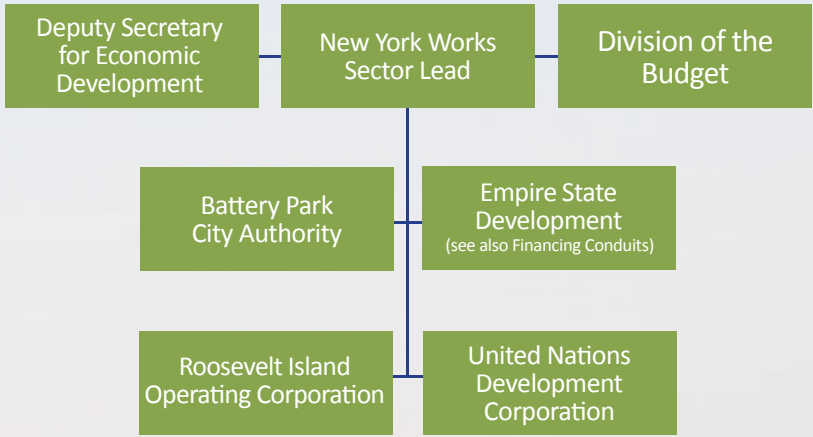 Deputy Secretary
for Economic
Development
New York Works
Sector Lead
Division of the
Budget
Battery Park
City Authority
Empire State
Development
(see also Financing Conduits)
Roosevelt Island
Operating Corporation
United Nations
Development
Corporation